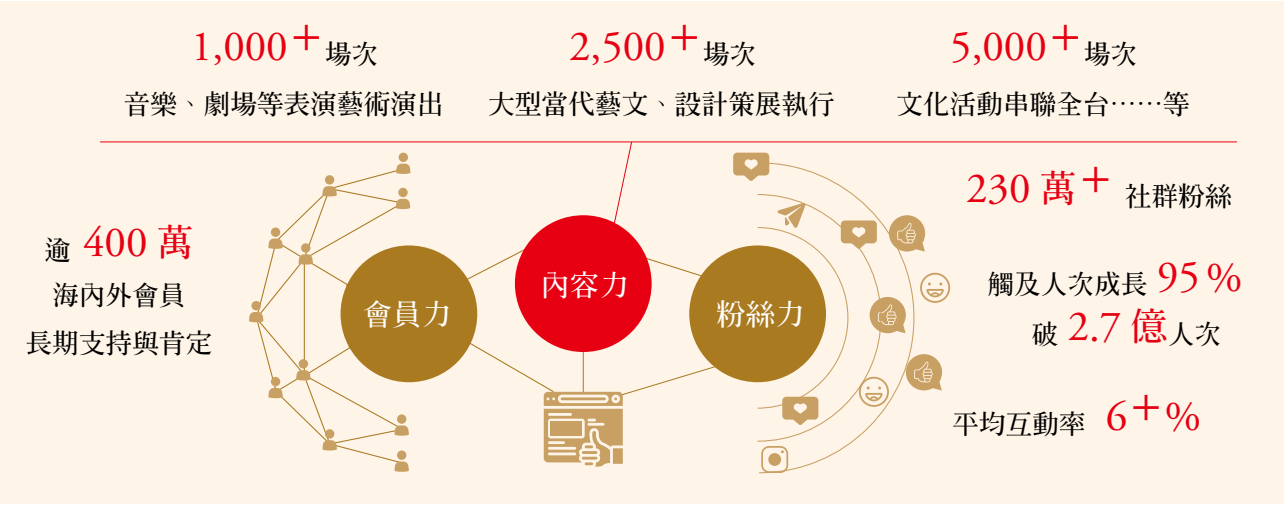 1,000+場次
音樂、劇場等表演藝術演出
2,500+場次
大型當代藝文、設計策展執行
5,000+場次
文化活動串聯全台……等
逾 400 萬
海內外會員
長期支持與肯定
會員力
內容力
粉絲力
230 萬+ 社群粉絲
觸及人次成長 95%
破 2.7 億人次
平均互動率 6+%